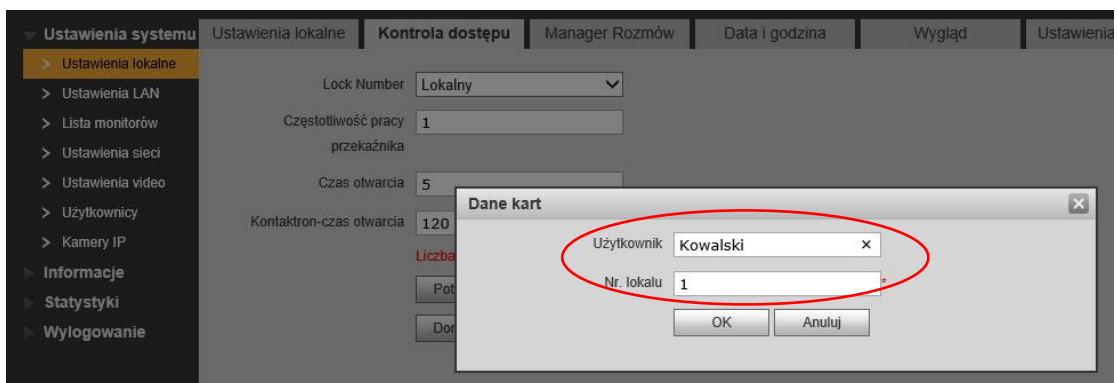 Ustawienia systemu
Ustawienia lokalne
Kontrola dostępu
Manager Rozmów
Data i godzina
Wygląd
Ustawienia
Ustawienia lokalne
Ustawienia LAN
Lista monitorów
Ustawienia sieci
Ustawienia video
Użytkownicy
Kamery IP
Informacje
Statystyki
Wylogowanie
Lock Number Lokalny
Częstotliwość pracy 1
przekaźnika
Czas otwarcia 5
Kontaktron-czas otwarcia 120
Liczba
Pot
Dor
Dane kart
Użytkownik Kowalski
Nr. lokalu 1 *
OK Anuluj